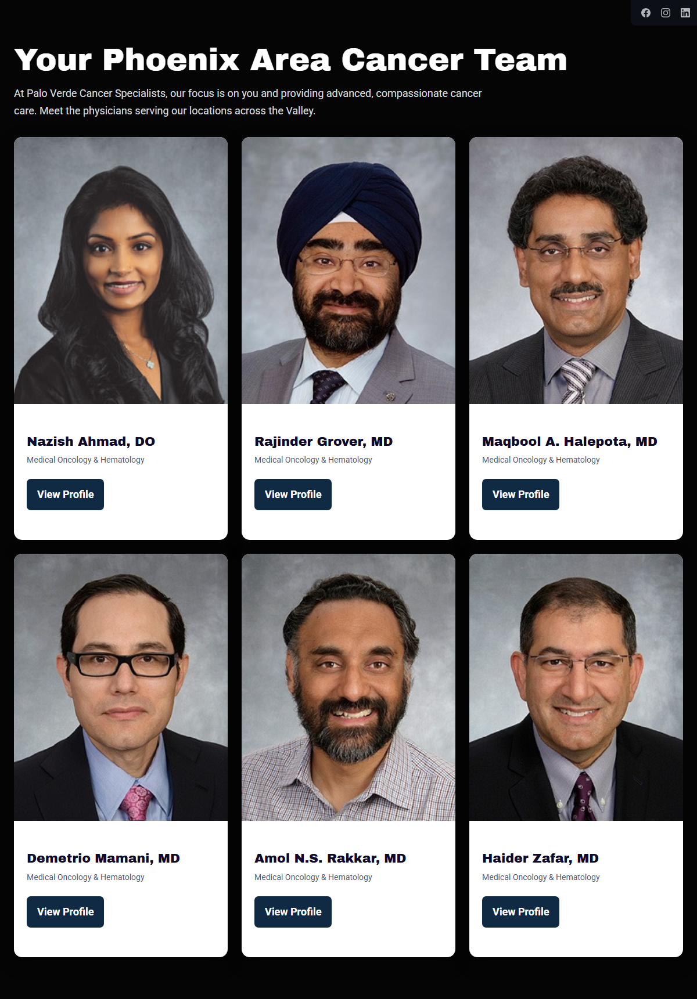 Your Phoenix Area Cancer Team
At Palo Verde Cancer Specialists, our focus is on you and providing advanced, compassionate cancer
care. Meet the physicians serving our locations across the Valley.
Nazish Ahmad, DO
Medical Oncology & Hematology
View Profile
Rajinder Grover, MD
Medical Oncology & Hematology
View Profile
Maqbool A. Halepota, MD
Medical Oncology & Hematology
View Profile
Demetrio Mamani, MD
Medical Oncology & Hematology
View Profile
Amol N.S. Rakkar, MD
Medical Oncology & Hematology
View Profile
Haider Zafar, MD
Medical Oncology & Hematology
View Profile